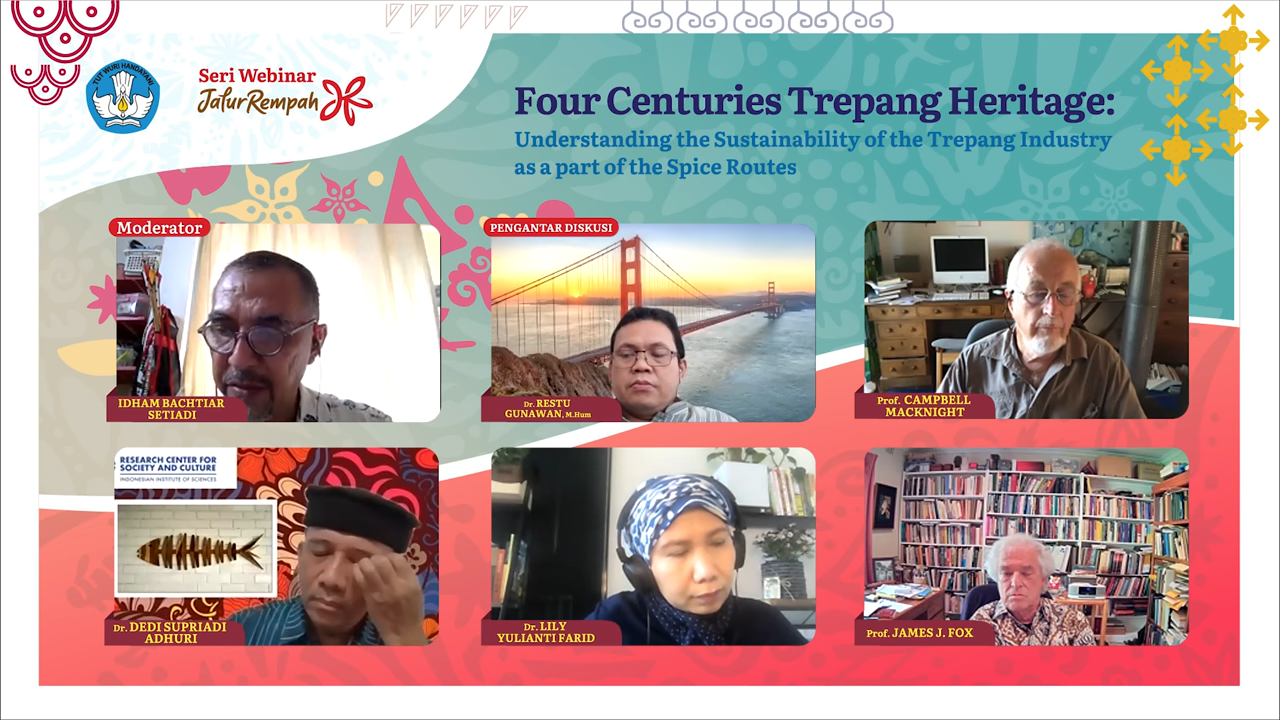 TUT WURI HANDAYANI
Seri Webinar
Jalur Rempah
Four Centuries Trepang Heritage:
Understanding the Sustainability of the Trepang Industry
as a part of the Spice Routes
Moderator
IDHAM BACHTIAR
SETIADI
PENGANTAR DISKUSI
Dr. RESTU
GUNAWAN, M.Hum
Prof. CAMPBELL
MACKNIGHT
RESEARCH CENTER FOR
SOCIETY AND CULTURE
INDONESIAN INSTITUTE OF SCIENCES
Dr. DEDI SUPRIADI
ADHURI
Dr. LILY
YULIANTI FARID
Prof. JAMES J. FOX